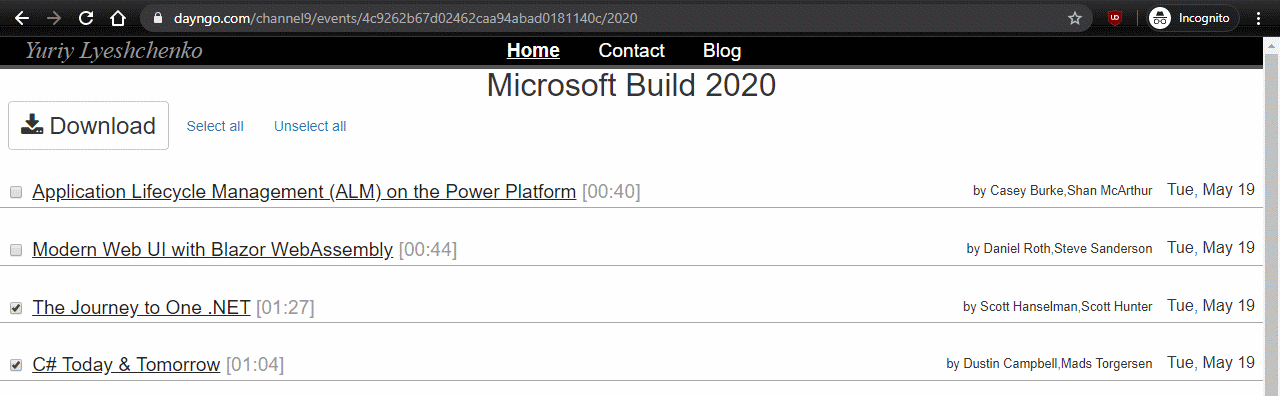 dayngo.com/channel9/events/4c9262b67d02462caa94abad0181140c/2020 Incognito
Yuriy Lyeshchenko Home Contact Blog
Microsoft Build 2020
Download Select all Unselect all
Application Lifecycle Management (ALM) on the Power Platform [00:40] by Casey Burke,Shan McArthur Tue, May 19
Modern Web UI with Blazor WebAssembly [00:44] by Daniel Roth,Steve Sanderson Tue, May 19
The Journey to One .NET [01:27] by Scott Hanselman,Scott Hunter Tue, May 19
C# Today & Tomorrow [01:04] by Dustin Campbell,Mads Torgersen Tue, May 19